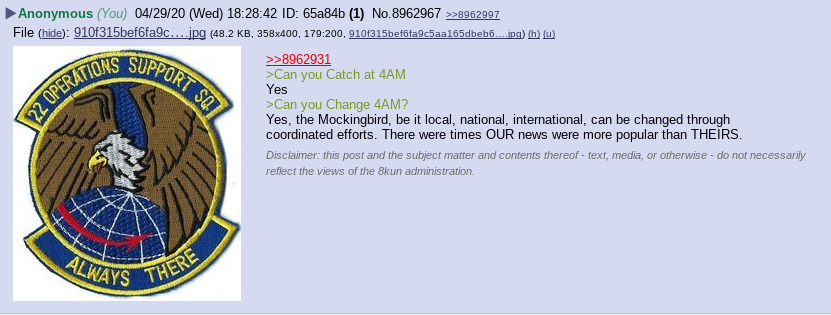 Anonymous (You) 04/29/20 (Wed) 18:28:42 ID: 65a84b (1) No.8962967 >>8962997
File (hide): 910f315bef6fa9c….jpg (48.2 KB, 358x400, 179:200, 910f315bef6fa9c5aa165dbeb6….jpg) (h) (u)
22 OPERATIONS SUPPORT SQ.
ALWAYS THERE
>>8962931
>Can you Catch at 4AM
Yes
>Can you Change 4AM?
Yes, the Mockingbird, be it local, national, international, can be changed through
coordinated efforts. There were times OUR news were more popular than THEIRS.
Disclaimer: this post and the subject matter and contents thereof - text, media, or otherwise - do not necessarily
reflect the views of the 8kun administration.